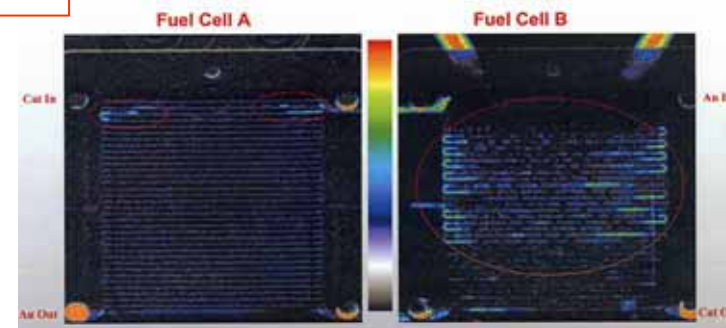 Fuel Cell A
Fuel Cell B
Cat In
An I
An Out
Cat O